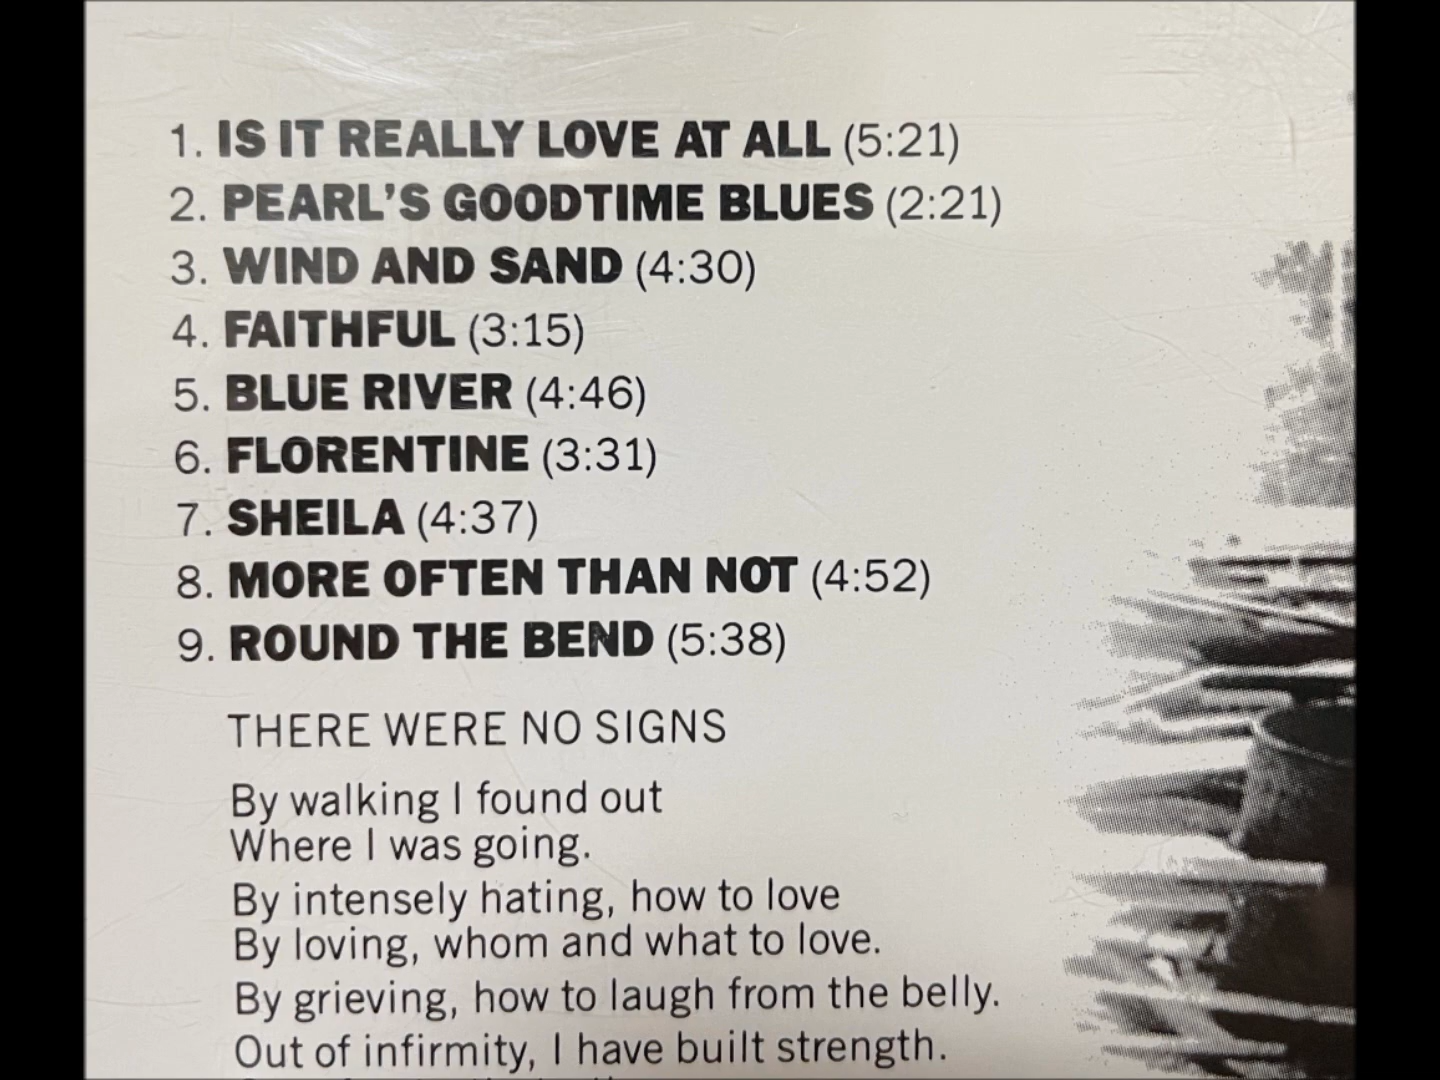 1. IS IT REALLY LOVE AT ALL (5:21)
2. PEARL'S GOODTIME BLUES (2:21)
3. WIND AND SAND (4:30)
4. FAITHFUL (3:15)
5. BLUE RIVER (4:46)
6. FLORENTINE (3:31)
7. SHEILA (4:37)
8. MORE OFTEN THAN NOT (4:52)
9. ROUND THE BEND (5:38)
THERE WERE NO SIGNS
By walking I found out
Where I was going.
By intensely hating, how to love
By loving, whom and what to love.
By grieving, how to laugh from the belly.
Out of infirmity, I have built strength.